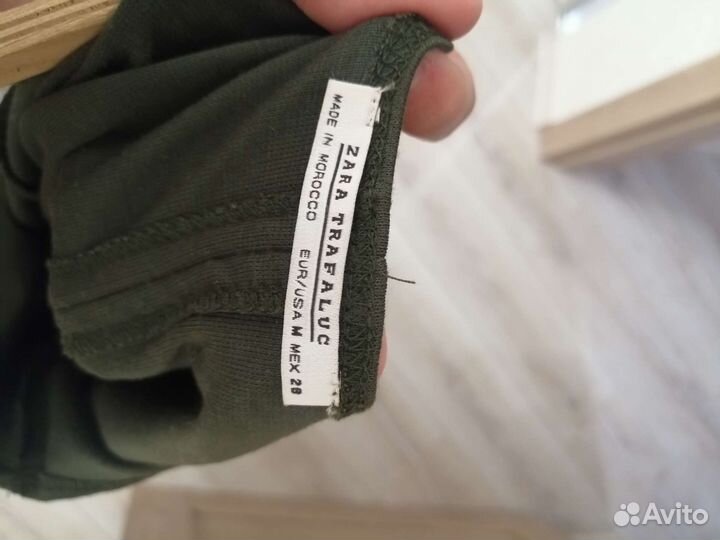 ZARA TRAFALUC
MADE IN MOROCCO EUR/USA M MEX 28
Avito